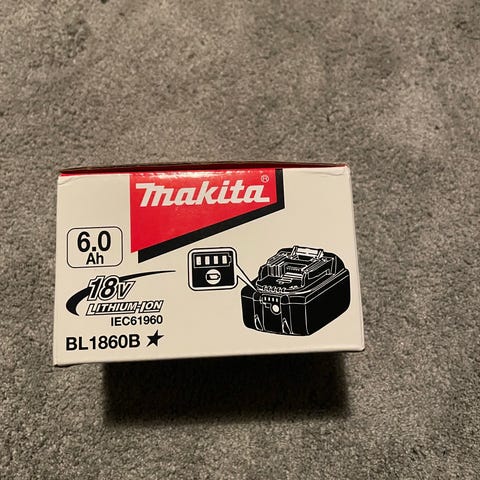 makita®
6.0
Ah
18V
LITHIUM-ION
IEC61960
BL1860B ★